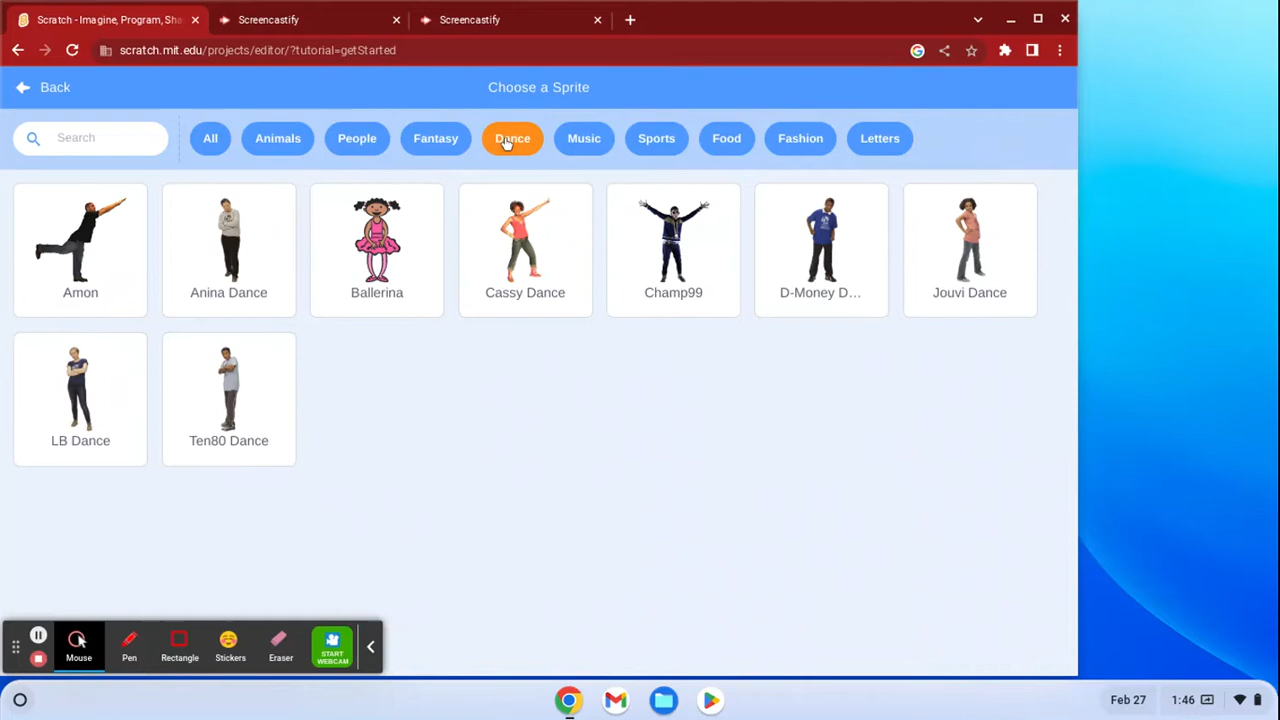 Scratch - Imagine, Program, Sha
Screencastify
Screencastify
scratch.mit.edu/projects/editor/?tutorial=getStarted
Back
Choose a Sprite
Search
All
Animals
People
Fantasy
Dance
Music
Sports
Food
Fashion
Letters
Amon
Anina Dance
Ballerina
Cassy Dance
Champ99
D-Money D...
Jouvi Dance
LB Dance
Ten80 Dance
Mouse
Pen
Rectangle
Stickers
Eraser
START
WEBCAM
Feb 27
1:46